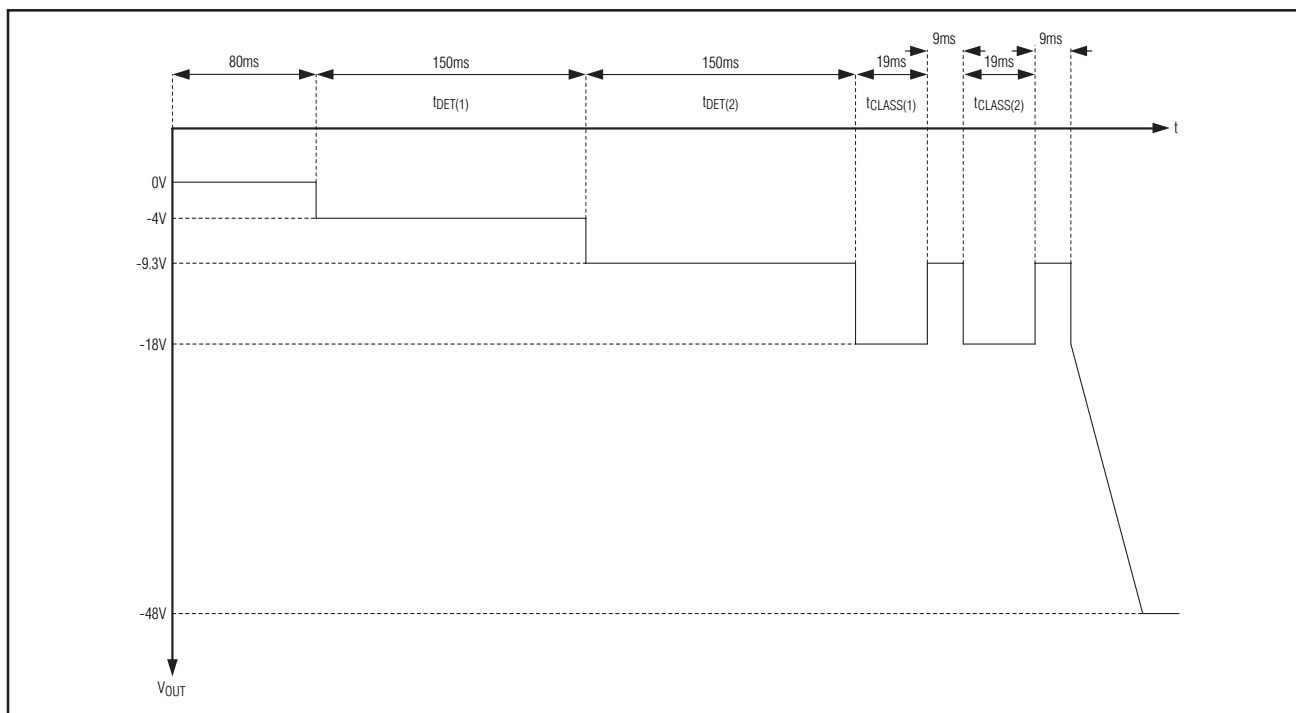 9ms 9ms
80ms 150ms 150ms 19ms 19ms
tDET(1) tDET(2) tCLASS(1) tCLASS(2)
t
0V
-4V
-9.3V
-18V
-48V
VOUT